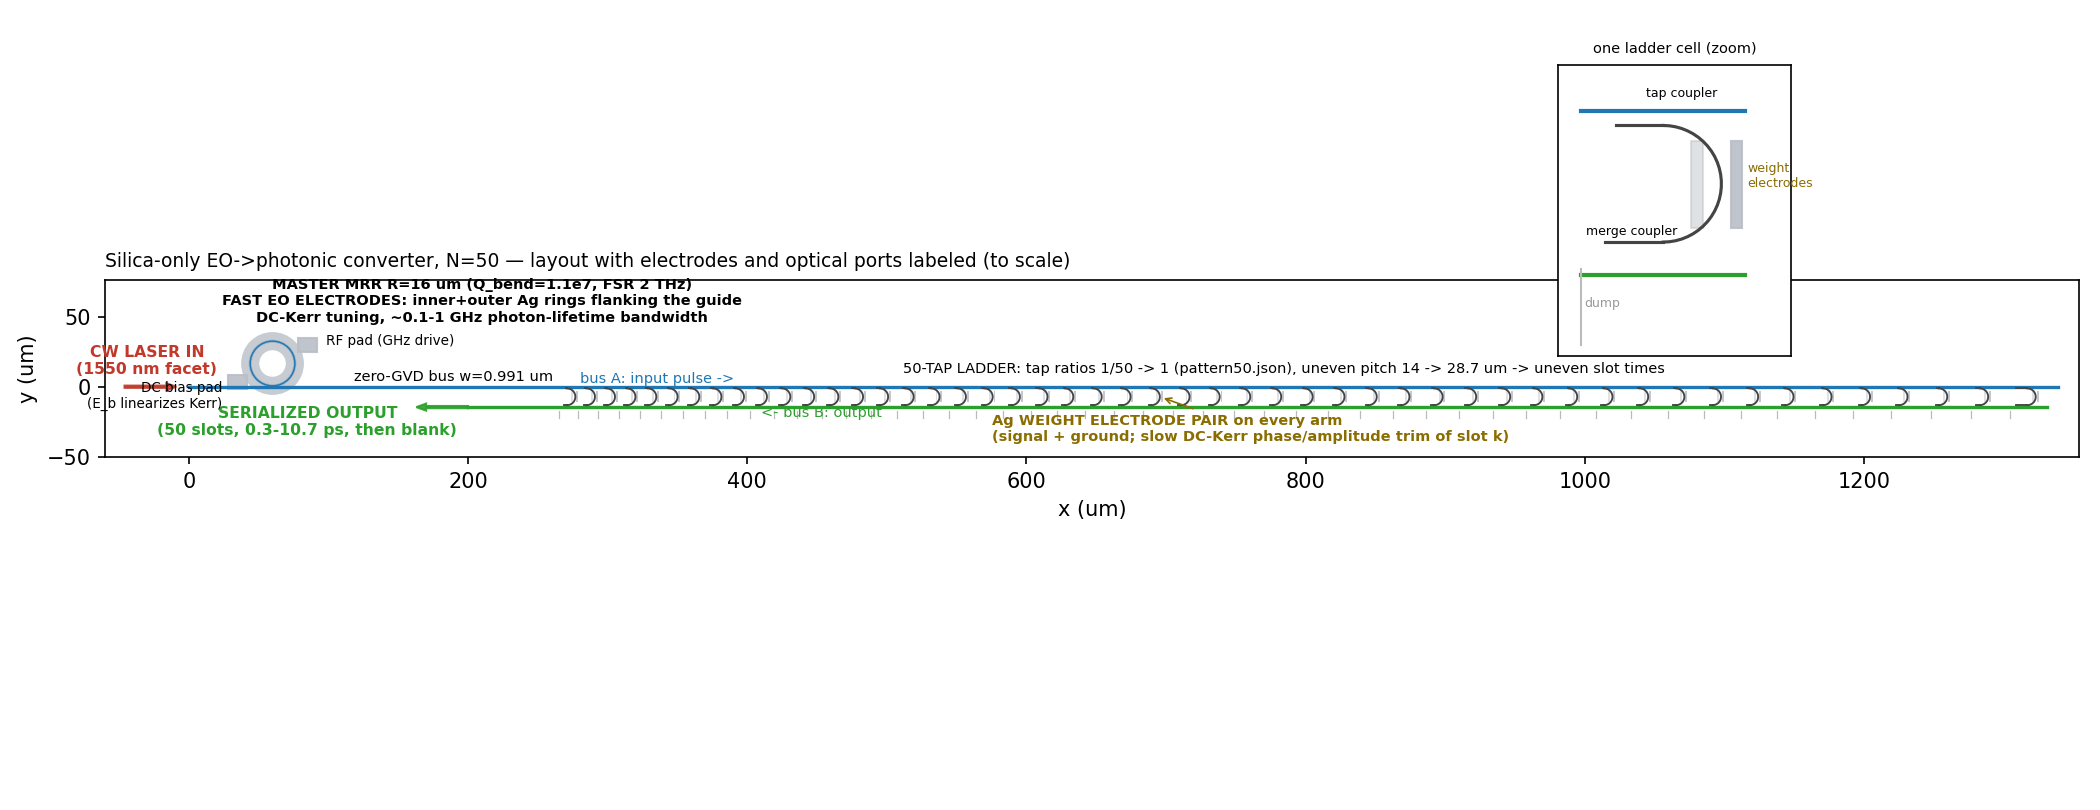 one ladder cell (zoom)
tap coupler
weight
electrodes
merge coupler
dump
Silica-only EO->photonic converter, N=50 — layout with electrodes and optical ports labeled (to scale)
MASTER MRR R=16 um (Q_bend=1.1e7, FSR 2 THz)
FAST EO ELECTRODES: inner+outer Ag rings flanking the guide
DC-Kerr tuning, ~0.1-1 GHz photon-lifetime bandwidth
RF pad (GHz drive)
CW LASER IN
(1550 nm facet)
DC bias pad
(E_b linearizes Kerr)
zero-GVD bus w=0.991 um
bus A: input pulse ->
50-TAP LADDER: tap ratios 1/50 -> 1 (pattern50.json), uneven pitch 14 -> 28.7 um -> uneven slot times
SERIALIZED OUTPUT
(50 slots, 0.3-10.7 ps, then blank)
<- bus B: output
Ag WEIGHT ELECTRODE PAIR on every arm
(signal + ground; slow DC-Kerr phase/amplitude trim of slot k)
y (um)
50
0
−50
0 200 400 600 800 1000 1200
x (um)